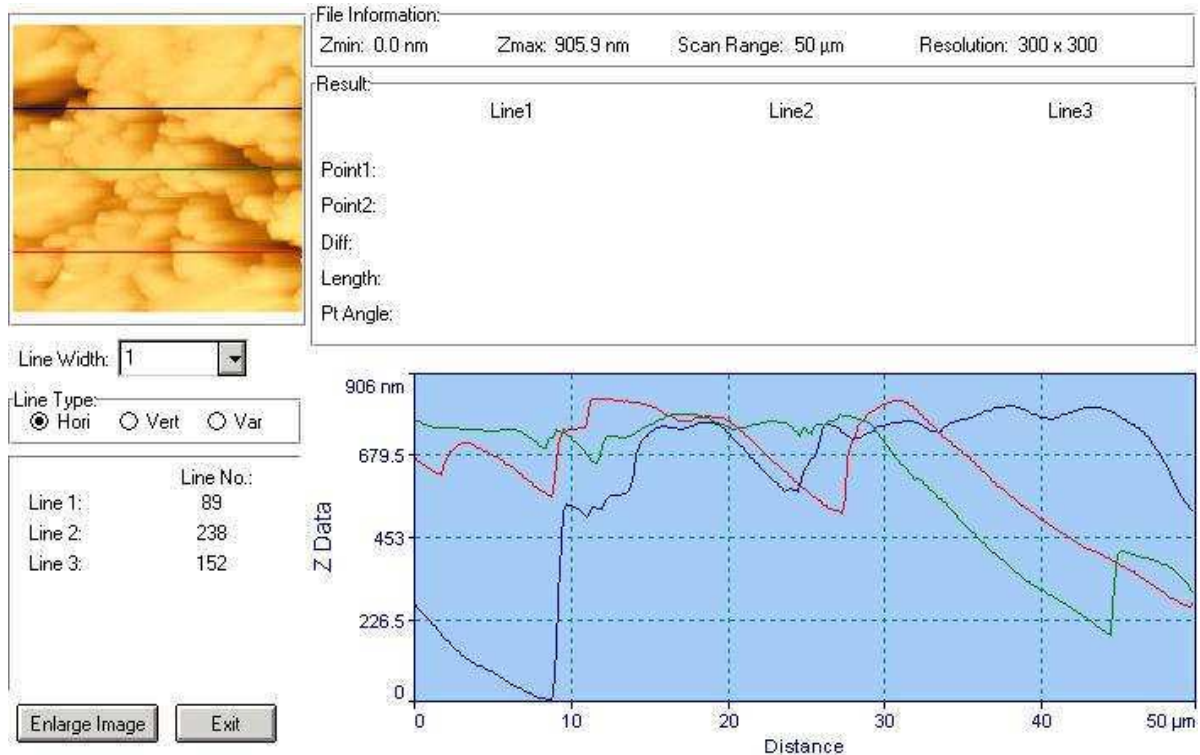 File Information:
Zmin: 0.0 nm Zmax: 905.9 nm Scan Range: 50 µm Resolution: 300 x 300
Result:
Line1 Line2 Line3
Point1:
Point2:
Diff:
Length:
Pt Angle:
Line Width: 1
Line Type:
Hori Vert Var
Line No.:
Line 1: 89
Line 2: 238
Line 3: 152
Enlarge Image Exit
906 nm
679.5
453
226.5
0
Z Data
0 10 20 30 40 50 µm
Distance